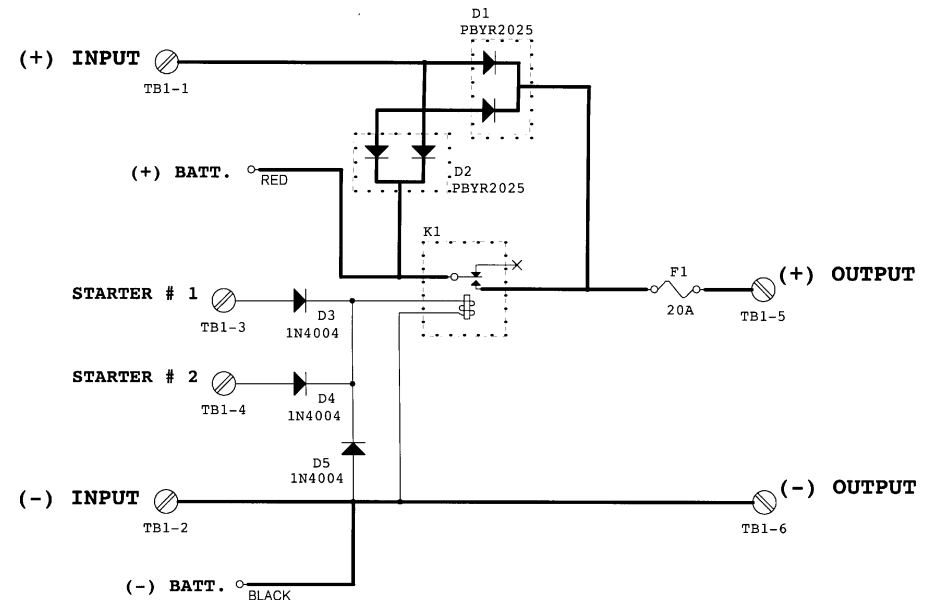 D1
PBYR2025
(+) INPUT
TB1-1
(+) BATT.
RED
D2
PBYR2025
K1
STARTER # 1
TB1-3
D3
1N4004
F1
20A
(+) OUTPUT
TB1-5
STARTER # 2
TB1-4
D4
1N4004
D5
1N4004
(-) INPUT
TB1-2
(-) OUTPUT
TB1-6
(-) BATT.
BLACK